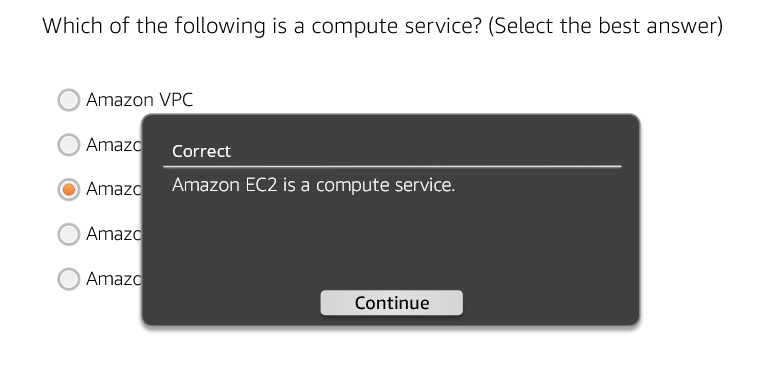 Which of the following is a compute service? (Select the best answer)
Amazon VPC
Amazo
Correct
Amazo
Amazon EC2 is a compute service.
Amazo
Amazo
Continue